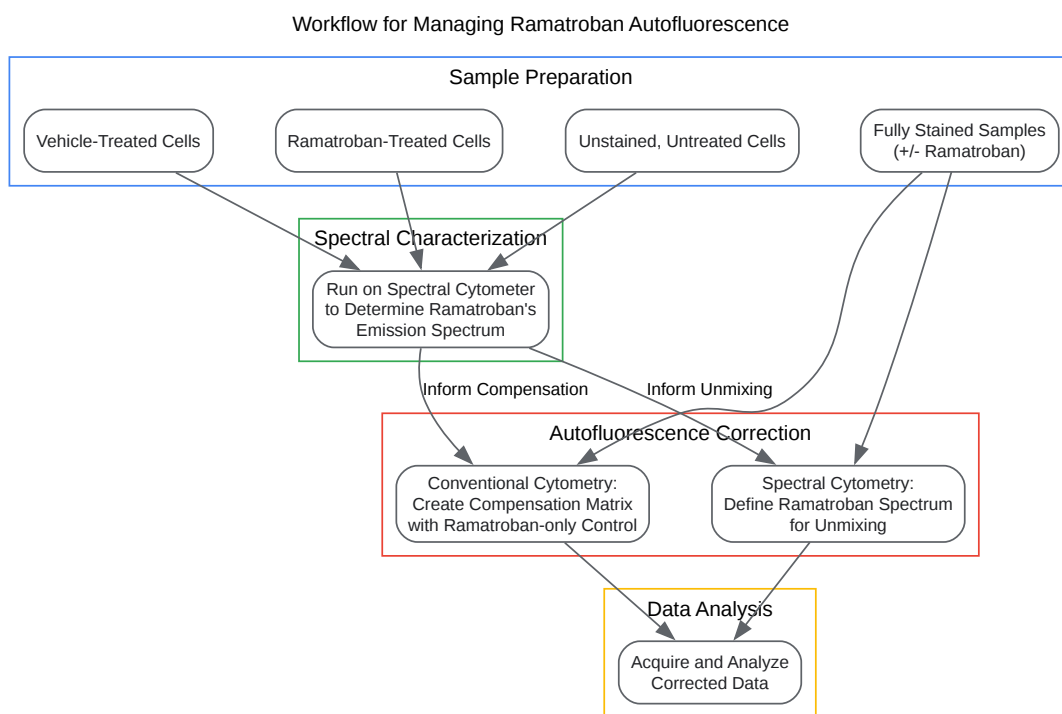 Workflow for Managing Ramatroban Autofluorescence
Sample Preparation
Vehicle-Treated Cells
Ramatroban-Treated Cells
Unstained, Untreated Cells
Fully Stained Samples
(+/- Ramatroban)
Spectral Characterization
Run on Spectral Cytometer
to Determine Ramatroban's
Emission Spectrum
Inform Compensation
Inform Unmixing
Autofluorescence Correction
Conventional Cytometry:
Create Compensation Matrix
with Ramatroban-only Control
Spectral Cytometry:
Define Ramatroban Spectrum
for Unmixing
Data Analysis
Acquire and Analyze
Corrected Data